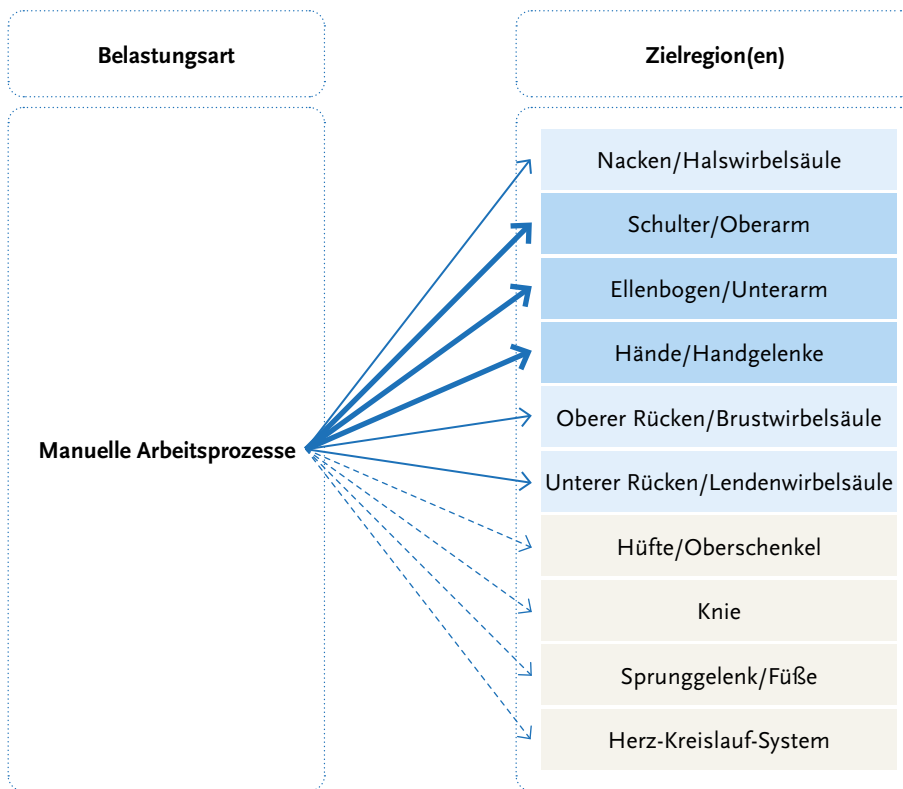 Belastungsart
Zielregion(en)
Manuelle Arbeitsprozesse
Nacken/Halswirbelsäule
Schulter/Oberarm
Ellenbogen/Unterarm
Hände/Handgelenke
Oberer Rücken/Brustwirbelsäule
Unterer Rücken/Lendenwirbelsäule
Hüfte/Oberschenkel
Knie
Sprunggelenk/Füße
Herz-Kreislauf-System